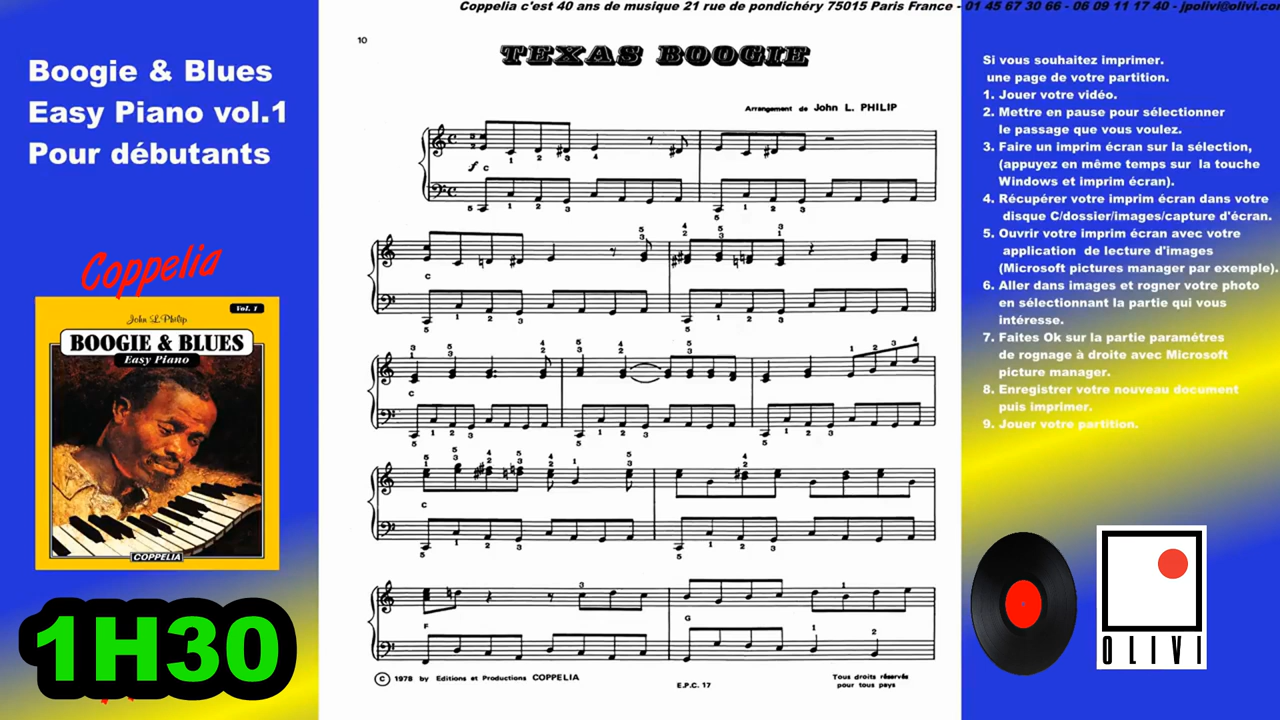 Coppelia c'est 40 ans de musique 21 rue de pondichéry 75015 Paris France - 01 45 67 30 66 - 06 09 11 17 40 - jpolivi@olivi.com
Boogie & Blues
Easy Piano vol.1
Pour débutants
Coppelia
Vol. 1
John L. Philip
BOOGIE & BLUES
Easy Piano
COPPELIA
1H30
10
TEXAS BOOGIE
Arrangement de John L. PHILIP
C
C
C
C
F
G
© 1978 by Editions et Productions COPPELIA
E.P.C. 17
Tous droits réservés
pour tous pays
Si vous souhaitez imprimer.
une page de votre partition.
1. Jouer votre vidéo.
2. Mettre en pause pour sélectionner
le passage que vous voulez.
3. Faire un imprim écran sur la sélection,
(appuyez en même temps sur la touche
Windows et imprim écran).
4. Récupérer votre imprim écran dans votre
disque C/dossier/images/capture d'écran.
5. Ouvrir votre imprim écran avec votre
application de lecture d'images
(Microsoft pictures manager par exemple).
6. Aller dans images et rogner votre photo
en sélectionnant la partie qui vous
intéresse.
7. Faites Ok sur la partie paramétres
de rognage à droite avec Microsoft
picture manager.
8. Enregistrer votre nouveau document
puis imprimer.
9. Jouer votre partition.
OLIVI